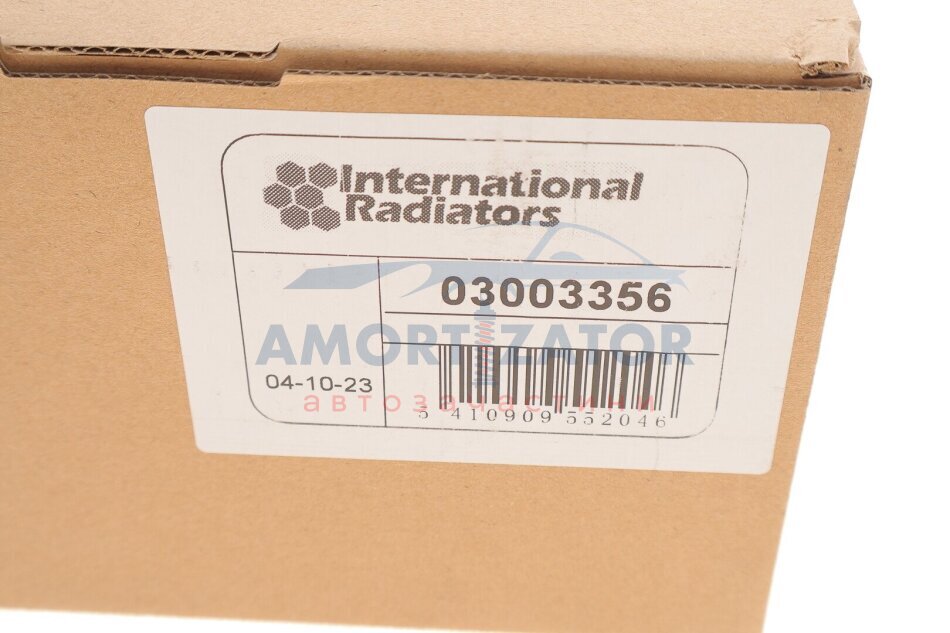 International
Radiators
03003356
AMORTIZATOR
04-10-23
автозапчастини
5 410909 552046